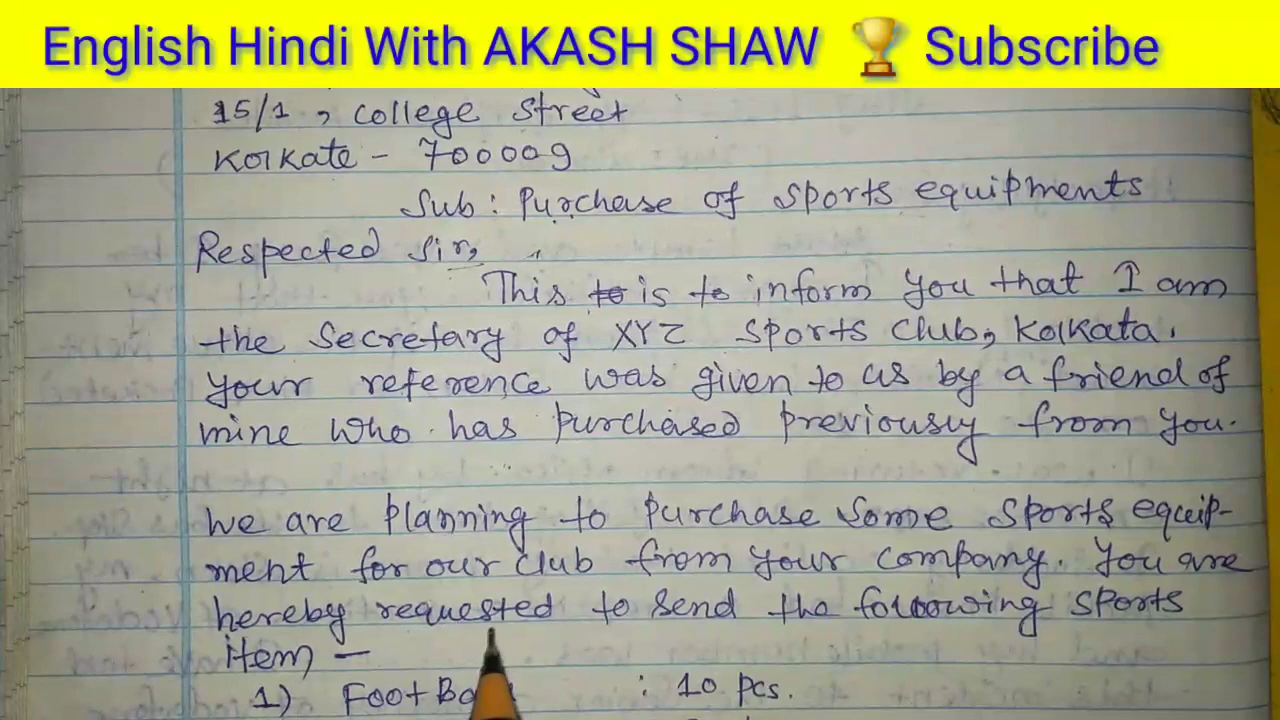 English Hindi With AKASH SHAW 🏆 Subscribe
15/1, College Street
Kolkate - 700009
Sub: Purchase of sports equipments
Respected Sir,
This to is to inform you that I am
the Secretary of XYZ Sports Club, Kolkata.
Your reference was given to us by a friend of
mine who has purchased previously from you.
We are planning to purchase some sports equip-
ment for our club from your company. You are
hereby requested to send the following sports
item —
1) Foot : 10 pcs.